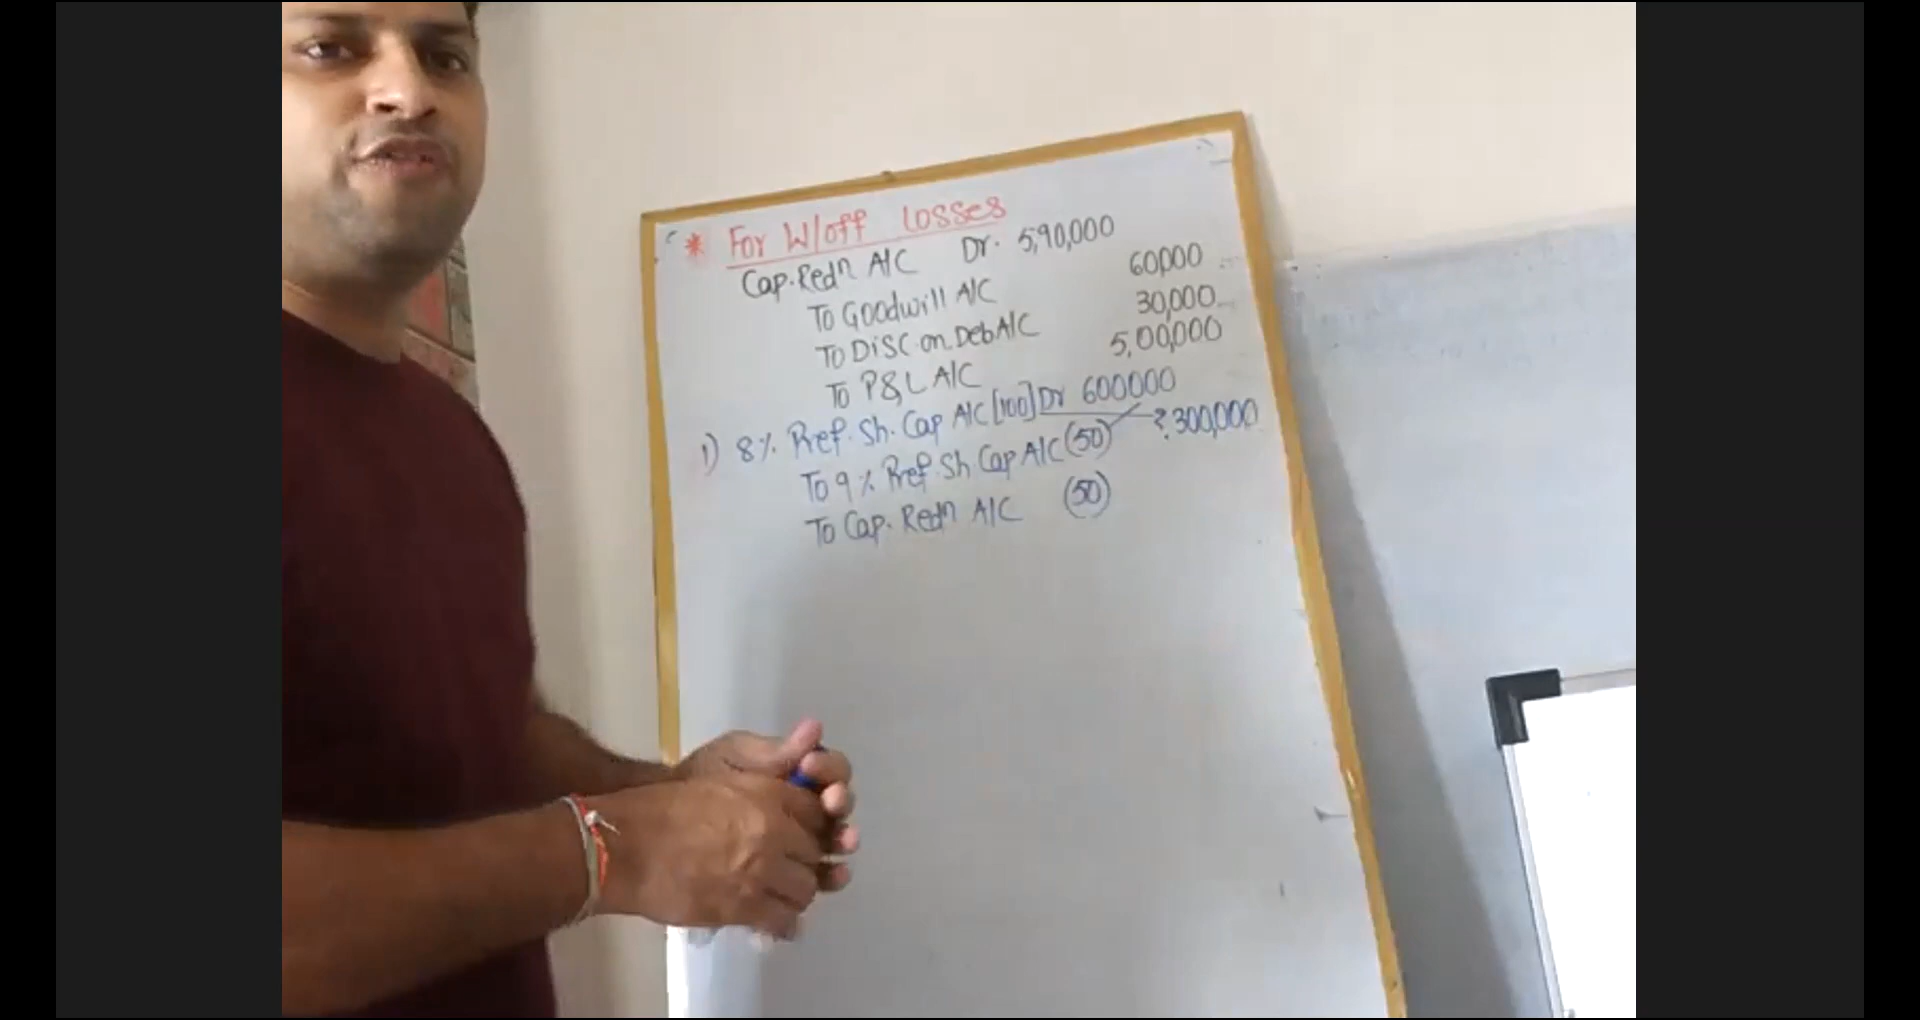 * For W/off Losses
Cap. Redⁿ A/C Dr. 5,90,000
To Goodwill A/C 60,000
To Disc. on Deb A/C 30,000
To P&L A/C 5,00,000
1) 8% Pref. Sh. Cap A/C [100] Dr 600000
To 9% Pref. Sh. Cap A/C (50) ? 300,000
To Cap. Redⁿ A/C (50)